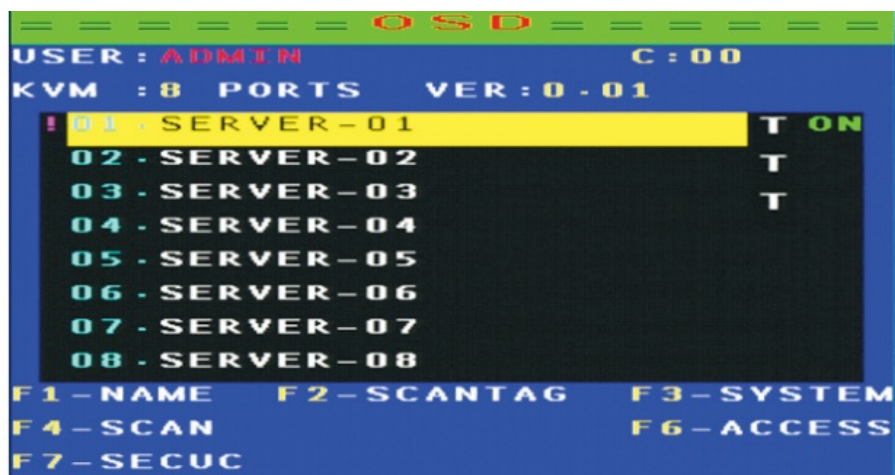 = = = = = = OSD = = = = = =
USER:ADMIN C:00
KVM :8 PORTS VER:0.01
! 01.SERVER-01 T ON
02.SERVER-02 T
03.SERVER-03 T
04.SERVER-04
05.SERVER-05
06.SERVER-06
07.SERVER-07
08.SERVER-08
F1-NAME F2-SCANTAG F3-SYSTEM
F4-SCAN F6-ACCESS
F7-SECUC